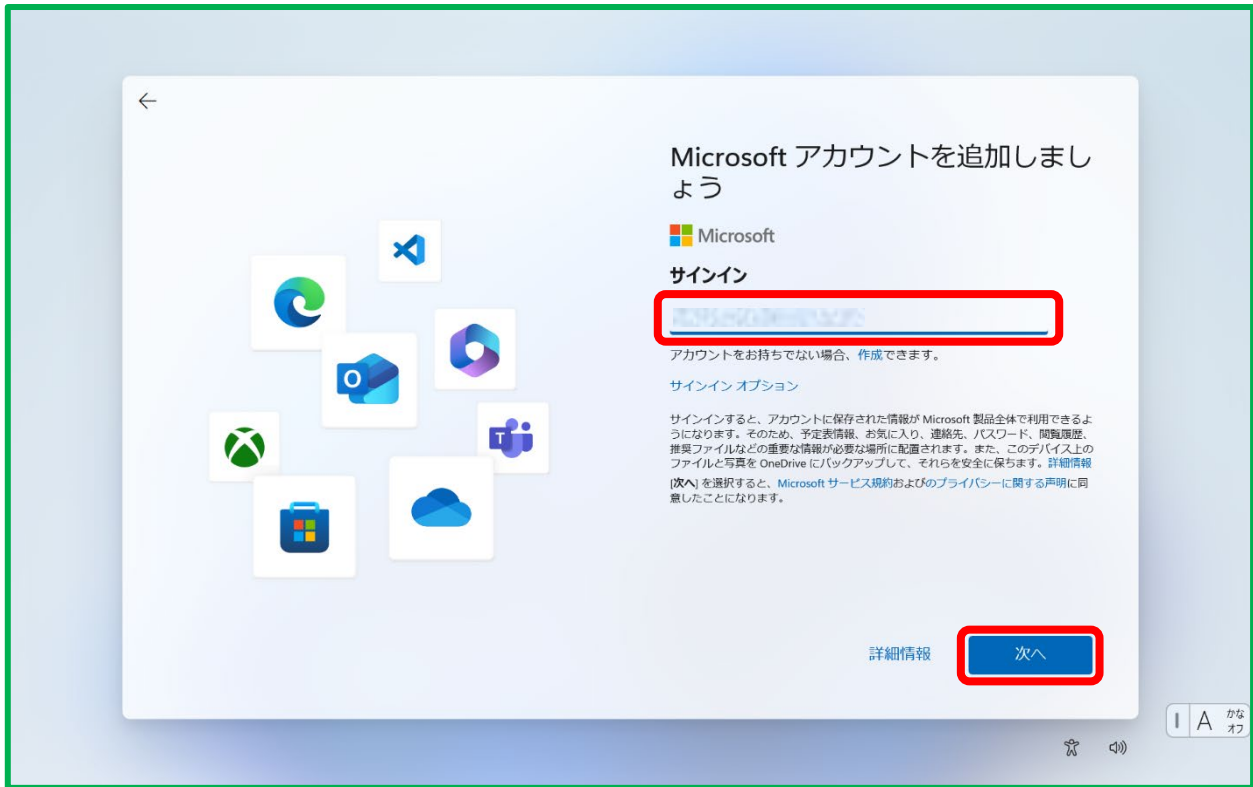 Microsoft アカウントを追加しまし
ょう
Microsoft
サインイン
アカウントをお持ちでない場合、作成できます。
サインイン オプション
サインインすると、アカウントに保存された情報が Microsoft 製品全体で利用できるよ
うになります。そのため、予定表情報、お気に入り、連絡先、パスワード、閲覧履歴、
推奨ファイルなどの重要な情報が必要な場所に配置されます。また、このデバイス上の
ファイルと写真を OneDrive にバックアップして、それらを安全に保ちます。詳細情報
[次へ] を選択すると、Microsoft サービス規約およびのプライバシーに関する声明に同
意したことになります。
詳細情報
次へ
A かな
オフ